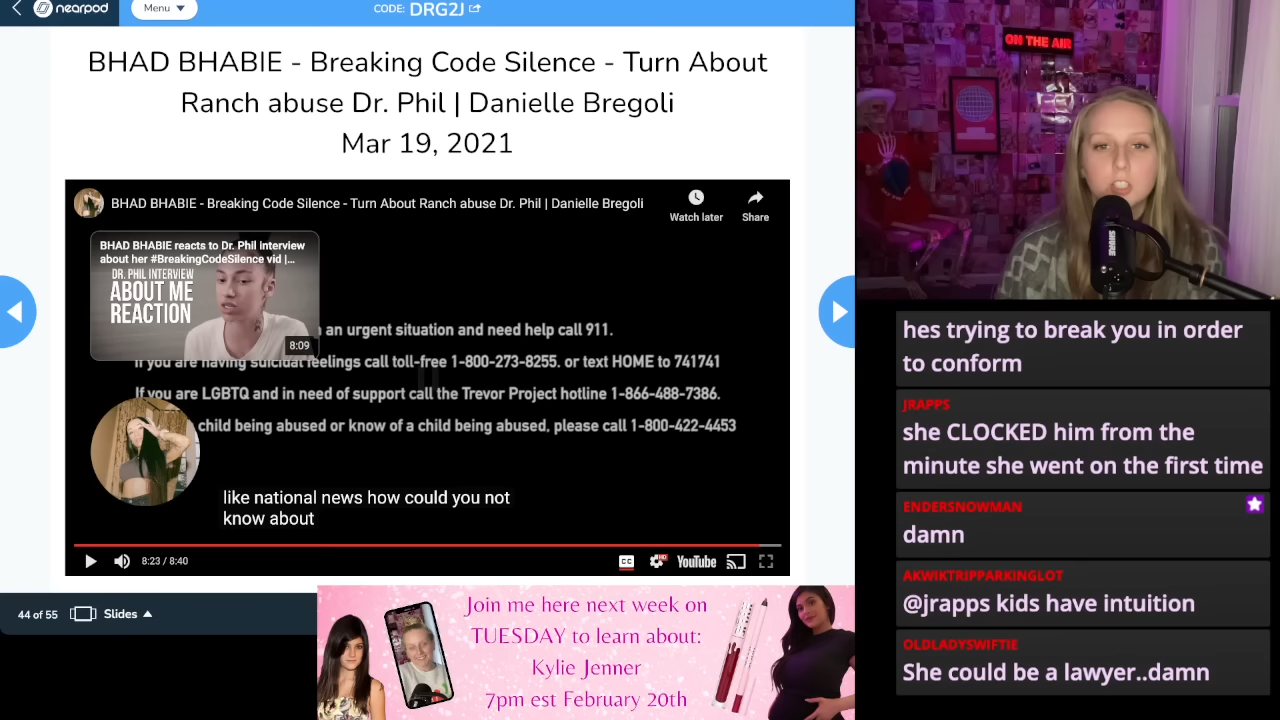 nearpod
Menu
CODE: DRG2J
BHAD BHABIE - Breaking Code Silence - Turn About
Ranch abuse Dr. Phil | Danielle Bregoli
Mar 19, 2021
BHAD BHABIE - Breaking Code Silence - Turn About Ranch abuse Dr. Phil | Danielle Bregoli
Watch later
Share
BHAD BHABIE reacts to Dr. Phil interview
about her #BreakingCodeSilence vid |...
DR. PHIL INTERVIEW
ABOUT ME
REACTION
8:09
an urgent situation and need help call 911.
If you are having suicidal feelings call toll-free 1-800-273-8255. or text HOME to 741741
If you are LGBTQ and in need of support call the Trevor Project hotline 1-866-488-7386.
child being abused or know of a child being abused, please call 1-800-422-4453
like national news how could you not
know about
8:23 / 8:40
CC
HD
YouTube
44 of 55
Slides
Join me here next week on
TUESDAY to learn about:
Kylie Jenner
7pm est February 20th
ON THE AIR
SHURE
hes trying to break you in order
to conform
JRAPPS
she CLOCKED him from the
minute she went on the first time
ENDERSNOWMAN
damn
AKWIKTRIPPARKINGLOT
@jrapps kids have intuition
OLDLADYSWIFTIE
She could be a lawyer..damn